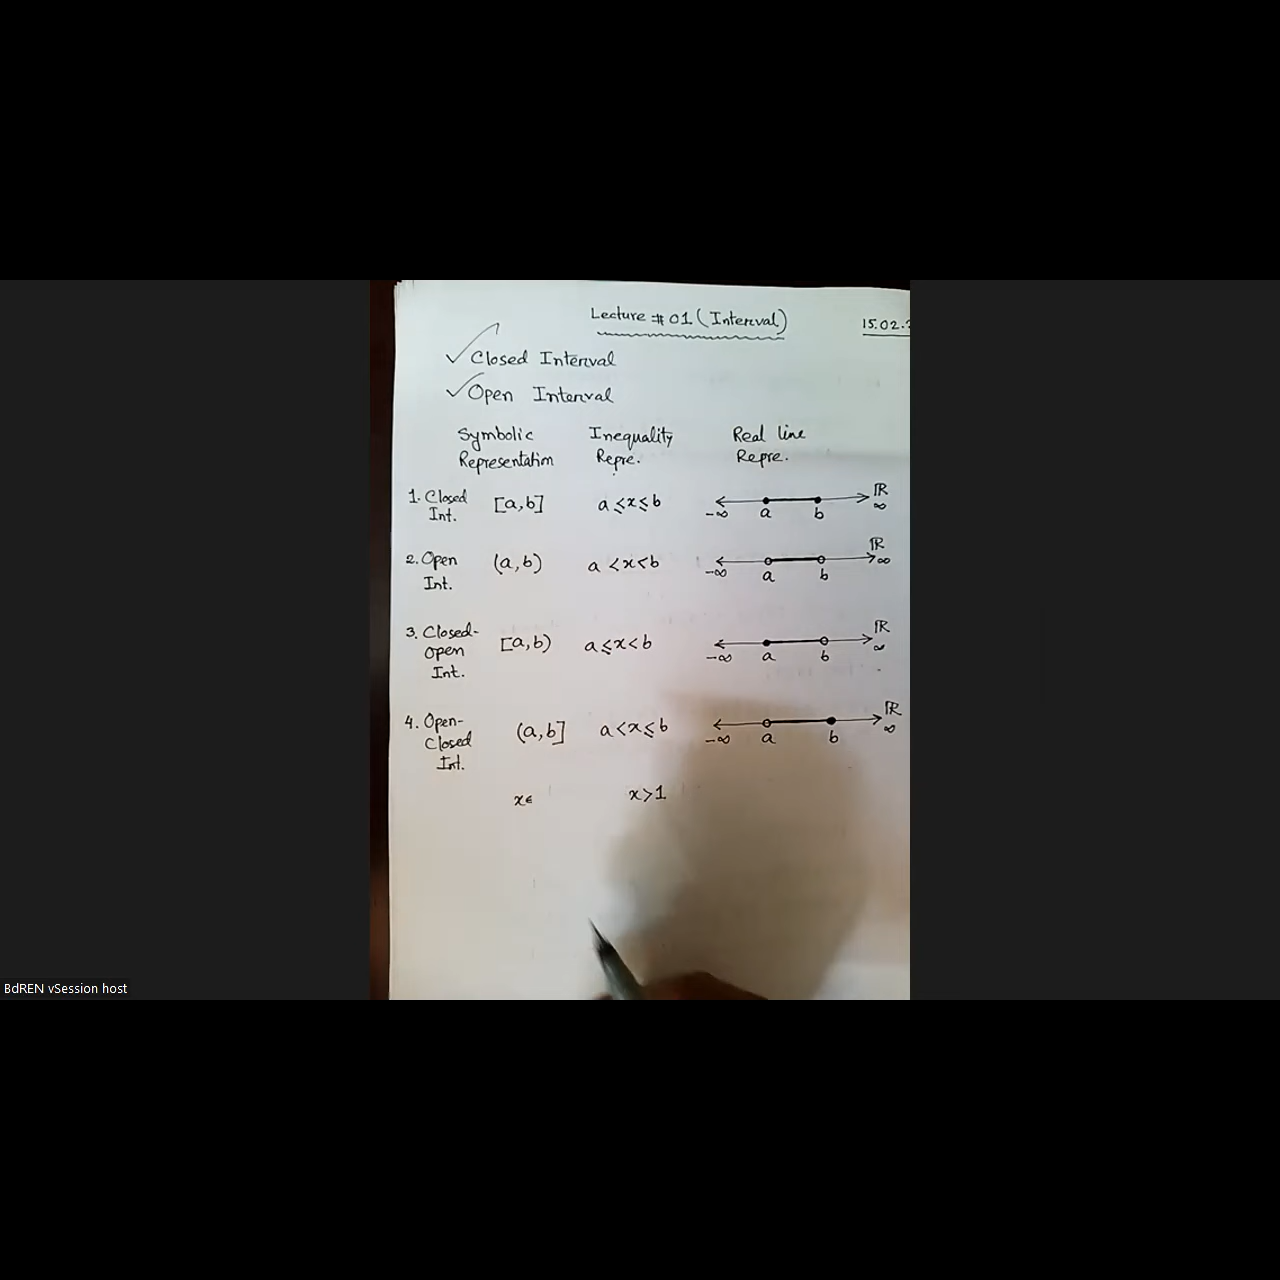 Lecture # 01 (Interval)
15.02.
✓ Closed Interval
✓ Open Interval
Symbolic Representation Inequality Repre. Real line Repre.
1. Closed Int. [a,b] a ≤ x ≤ b -∞ a b ℝ ∞
2. Open Int. (a,b) a < x < b -∞ a b ℝ ∞
3. Closed-open Int. [a,b) a ≤ x < b -∞ a b ℝ ∞
4. Open-Closed Int. (a,b] a < x ≤ b -∞ a b ℝ ∞
x∈ x>1
BdREN vSession host